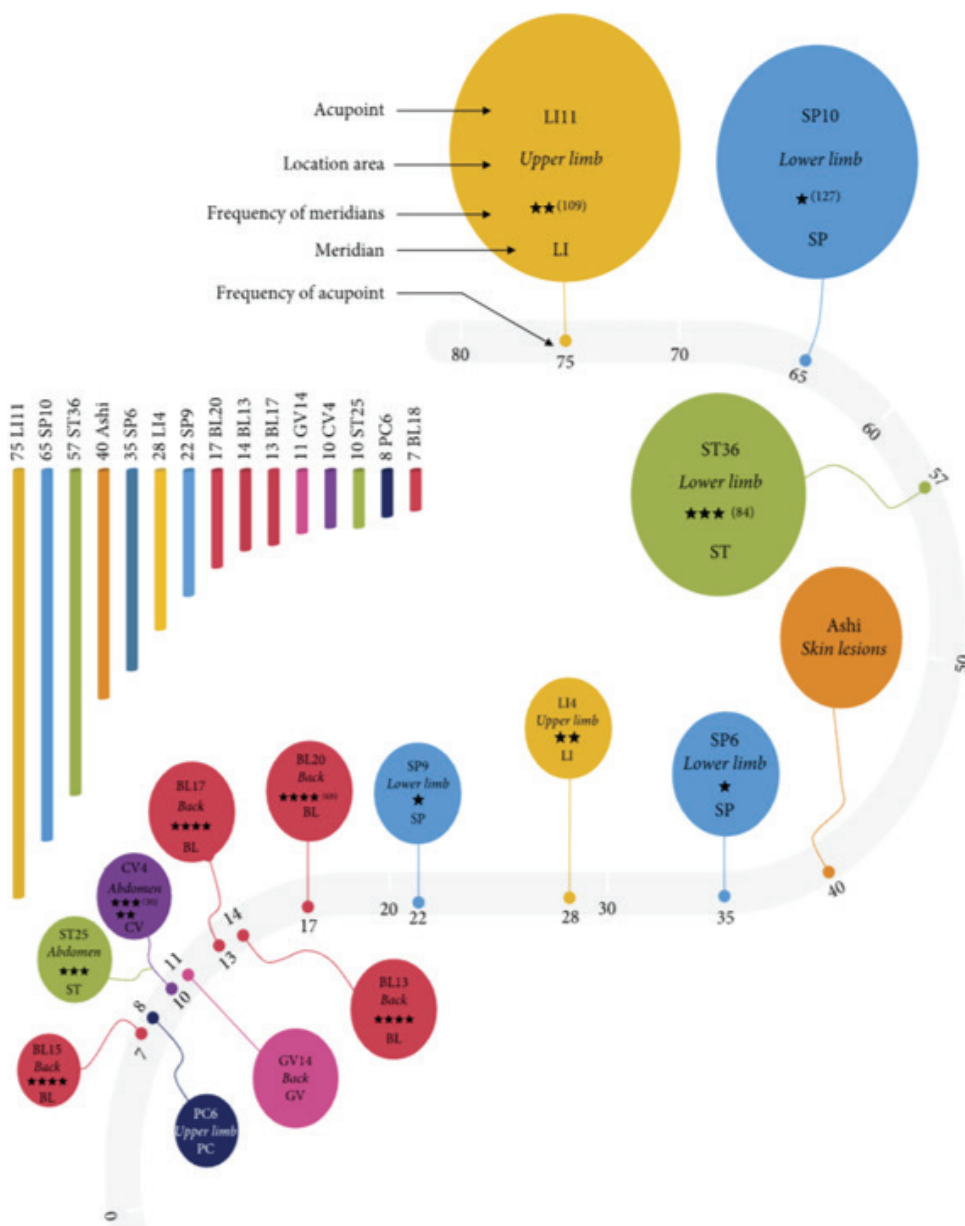 Acupoint
Location area
Frequency of meridians
Meridian
Frequency of acupoint
LI11
Upper limb
★★(109)
LI
SP10
Lower limb
★(127)
SP
80
75
70
65
60
57
50
40
ST36
Lower limb
★★★(84)
ST
Ashi
Skin lesions
75 LI11
65 SP10
57 ST36
40 Ashi
35 SP6
28 LI4
22 SP9
17 BL20
14 BL13
13 BL17
11 GV14
10 CV4
10 ST25
8 PC6
7 BL18
LI4
Upper limb
★★
LI
SP6
Lower limb
★
SP
SP9
Lower limb
★
SP
BL20
Back
★★★★
BL
BL17
Back
★★★★
BL
CV4
Abdomen
★★★
★★
CV
ST25
Abdomen
★★★
ST
35
30
28
22
20
17
14
13
11
10
8
7
0
BL13
Back
★★★★
BL
GV14
Back
GV
BL15
Back
★★★★
BL
PC6
Upper limb
PC